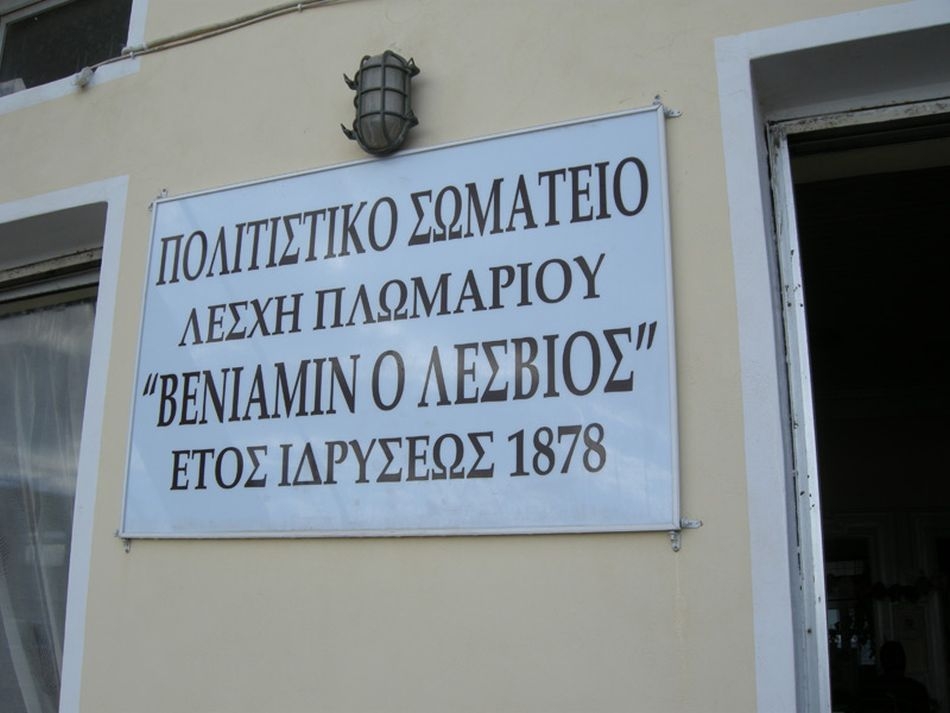 ΠΟΛΙΤΙΣΤΙΚΟ ΣΩΜΑΤΕΙΟ
ΛΕΣΧΗ ΠΛΩΜΑΡΙΟΥ
“ΒΕΝΙΑΜΙΝ Ο ΛΕΣΒΙΟΣ”
ΕΤΟΣ ΙΔΡΥΣΕΩΣ 1878